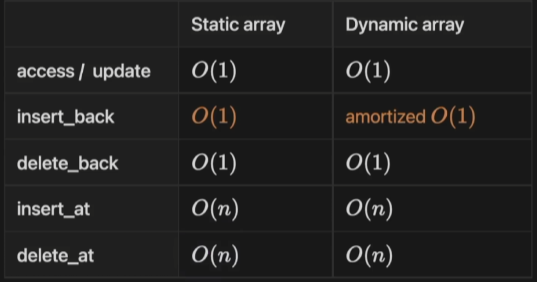 Static array Dynamic array
access / update O(1) O(1)
insert_back O(1) amortized O(1)
delete_back O(1) O(1)
insert_at O(n) O(n)
delete_at O(n) O(n)